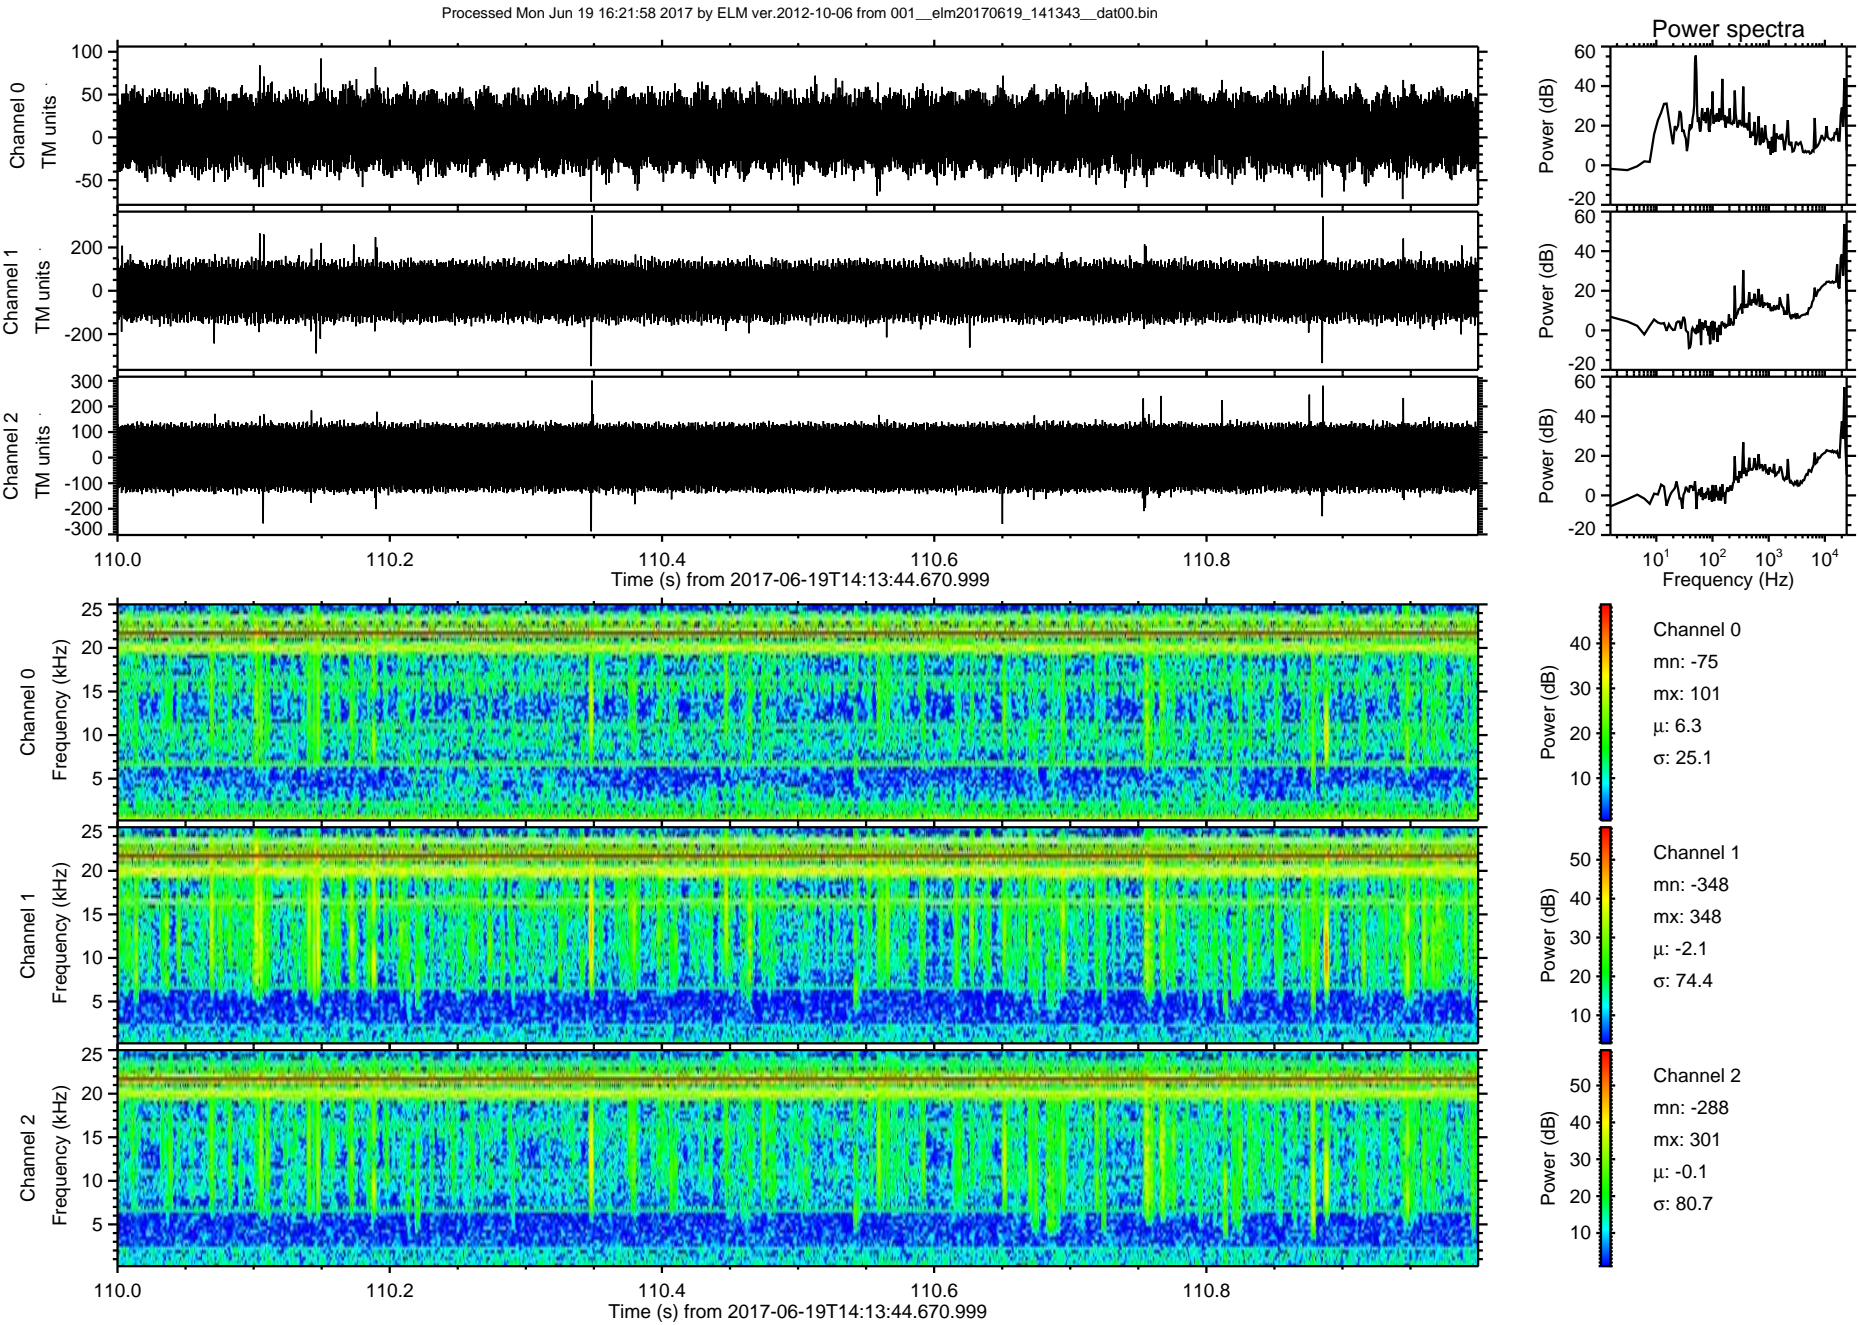 Processed Mon Jun 19 16:21:58 2017 by ELM ver.2012-10-06 from 001__elm20170619_141343__dat00.bin
Power spectra
Channel 0
TM units
100
50
0
-50
Power (dB)
60
40
20
0
-20
Channel 1
TM units
200
0
-200
Power (dB)
60
40
20
0
-20
Channel 2
TM units
300
200
100
0
-100
-200
-300
Power (dB)
60
40
20
0
-20
110.0 110.2 110.4 110.6 110.8
Time (s) from 2017-06-19T14:13:44.670.999
10¹ 10² 10³ 10⁴
Frequency (Hz)
Channel 0
Frequency (kHz)
25
20
15
10
5
Power (dB)
40
30
20
10
Channel 0
mn: -75
mx: 101
μ: 6.3
σ: 25.1
Channel 1
Frequency (kHz)
25
20
15
10
5
Power (dB)
50
40
30
20
10
Channel 1
mn: -348
mx: 348
μ: -2.1
σ: 74.4
Channel 2
Frequency (kHz)
25
20
15
10
5
Power (dB)
50
40
30
20
10
Channel 2
mn: -288
mx: 301
μ: -0.1
σ: 80.7
110.0 110.2 110.4 110.6 110.8
Time (s) from 2017-06-19T14:13:44.670.999